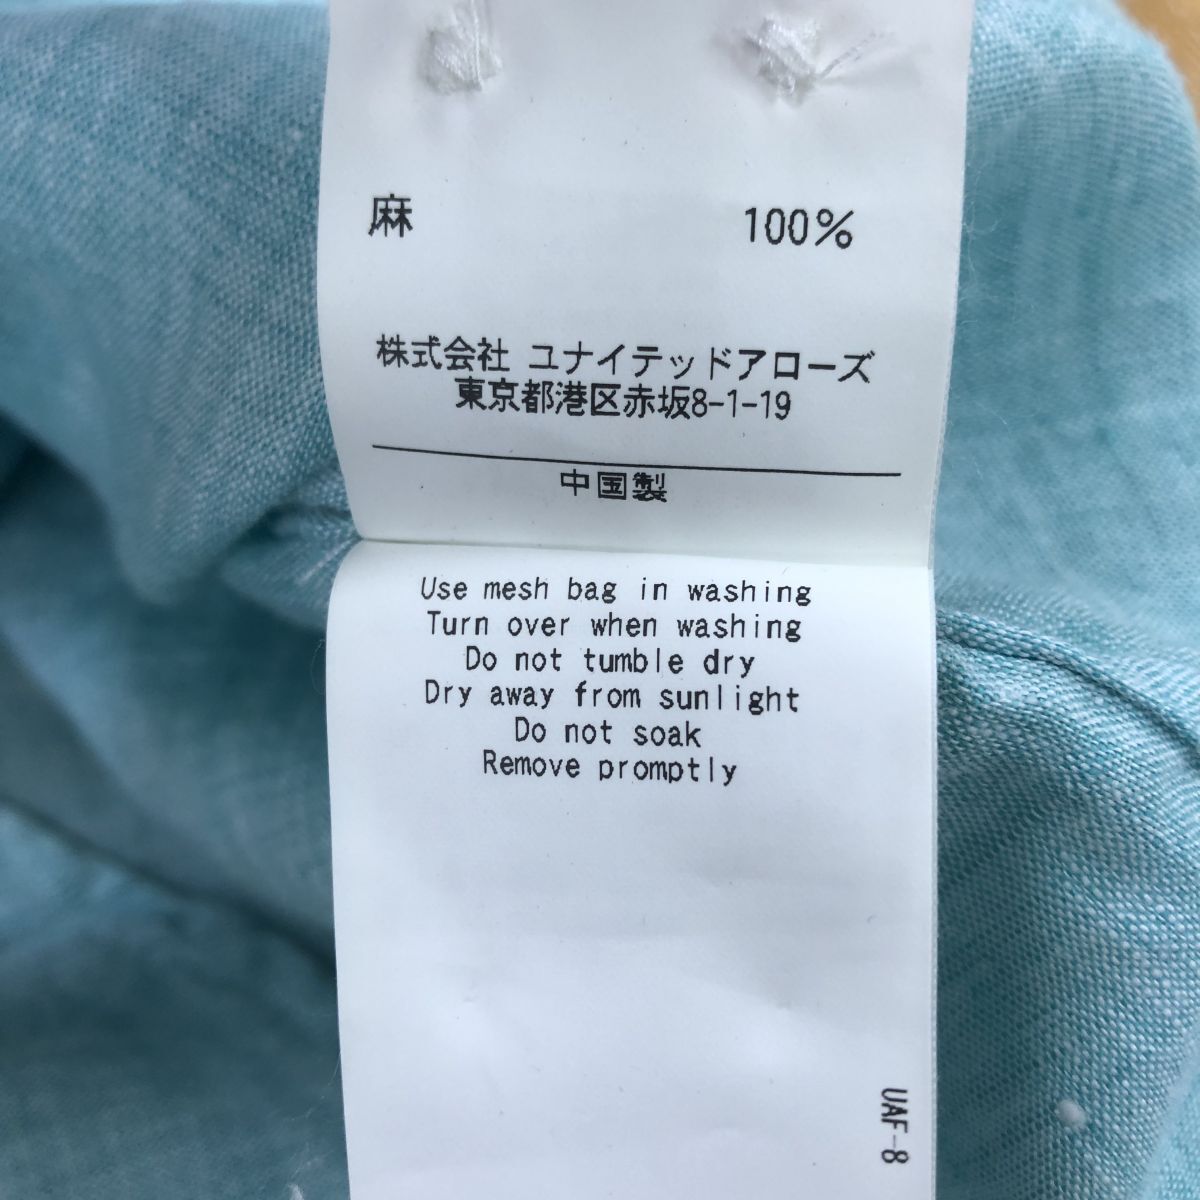 麻 100%
株式会社 ユナイテッドアローズ
東京都港区赤坂8-1-19
中国製
Use mesh bag in washing
Turn over when washing
Do not tumble dry
Dry away from sunlight
Do not soak
Remove promptly
UAF-8